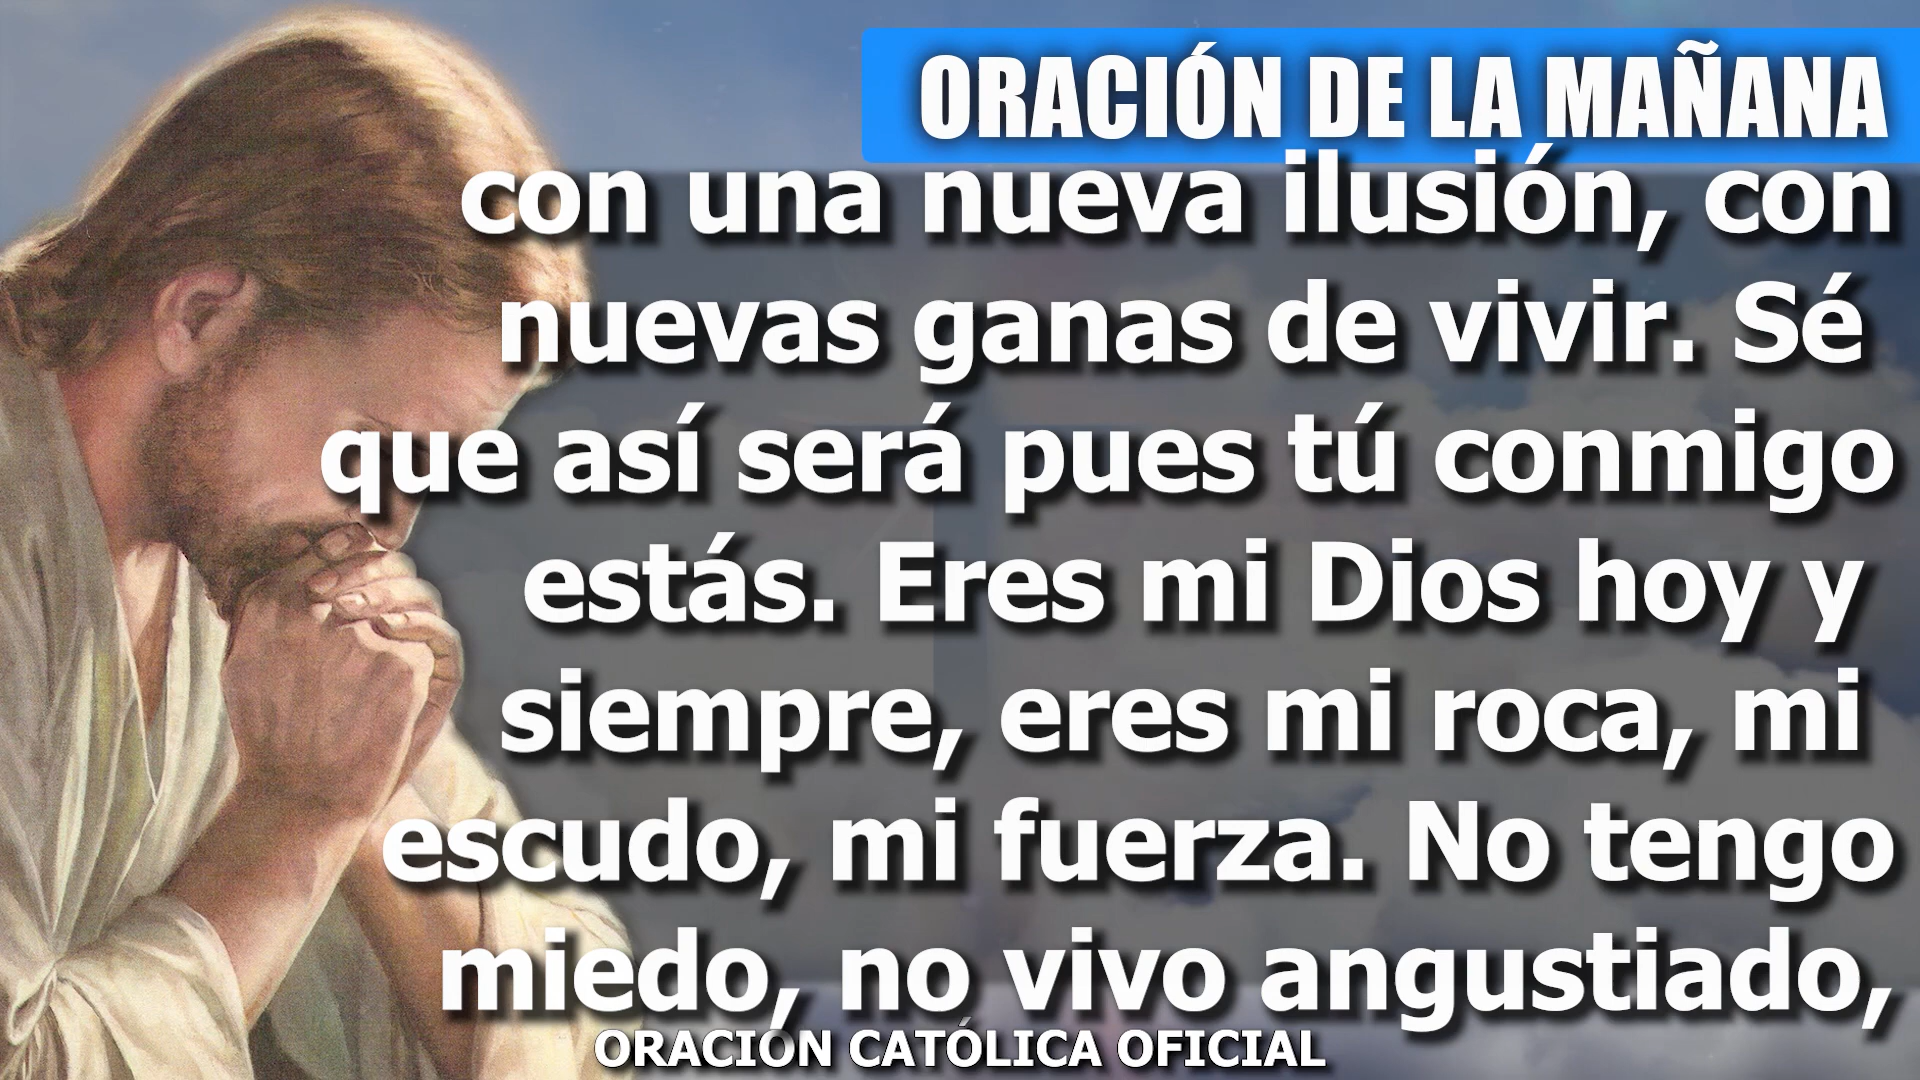 ORACIÓN DE LA MAÑANA
con una nueva ilusión, con
nuevas ganas de vivir. Sé
que así será pues tú conmigo
estás. Eres mi Dios hoy y
siempre, eres mi roca, mi
escudo, mi fuerza. No tengo
miedo, no vivo angustiado,
ORACIÓN CATÓLICA OFICIAL